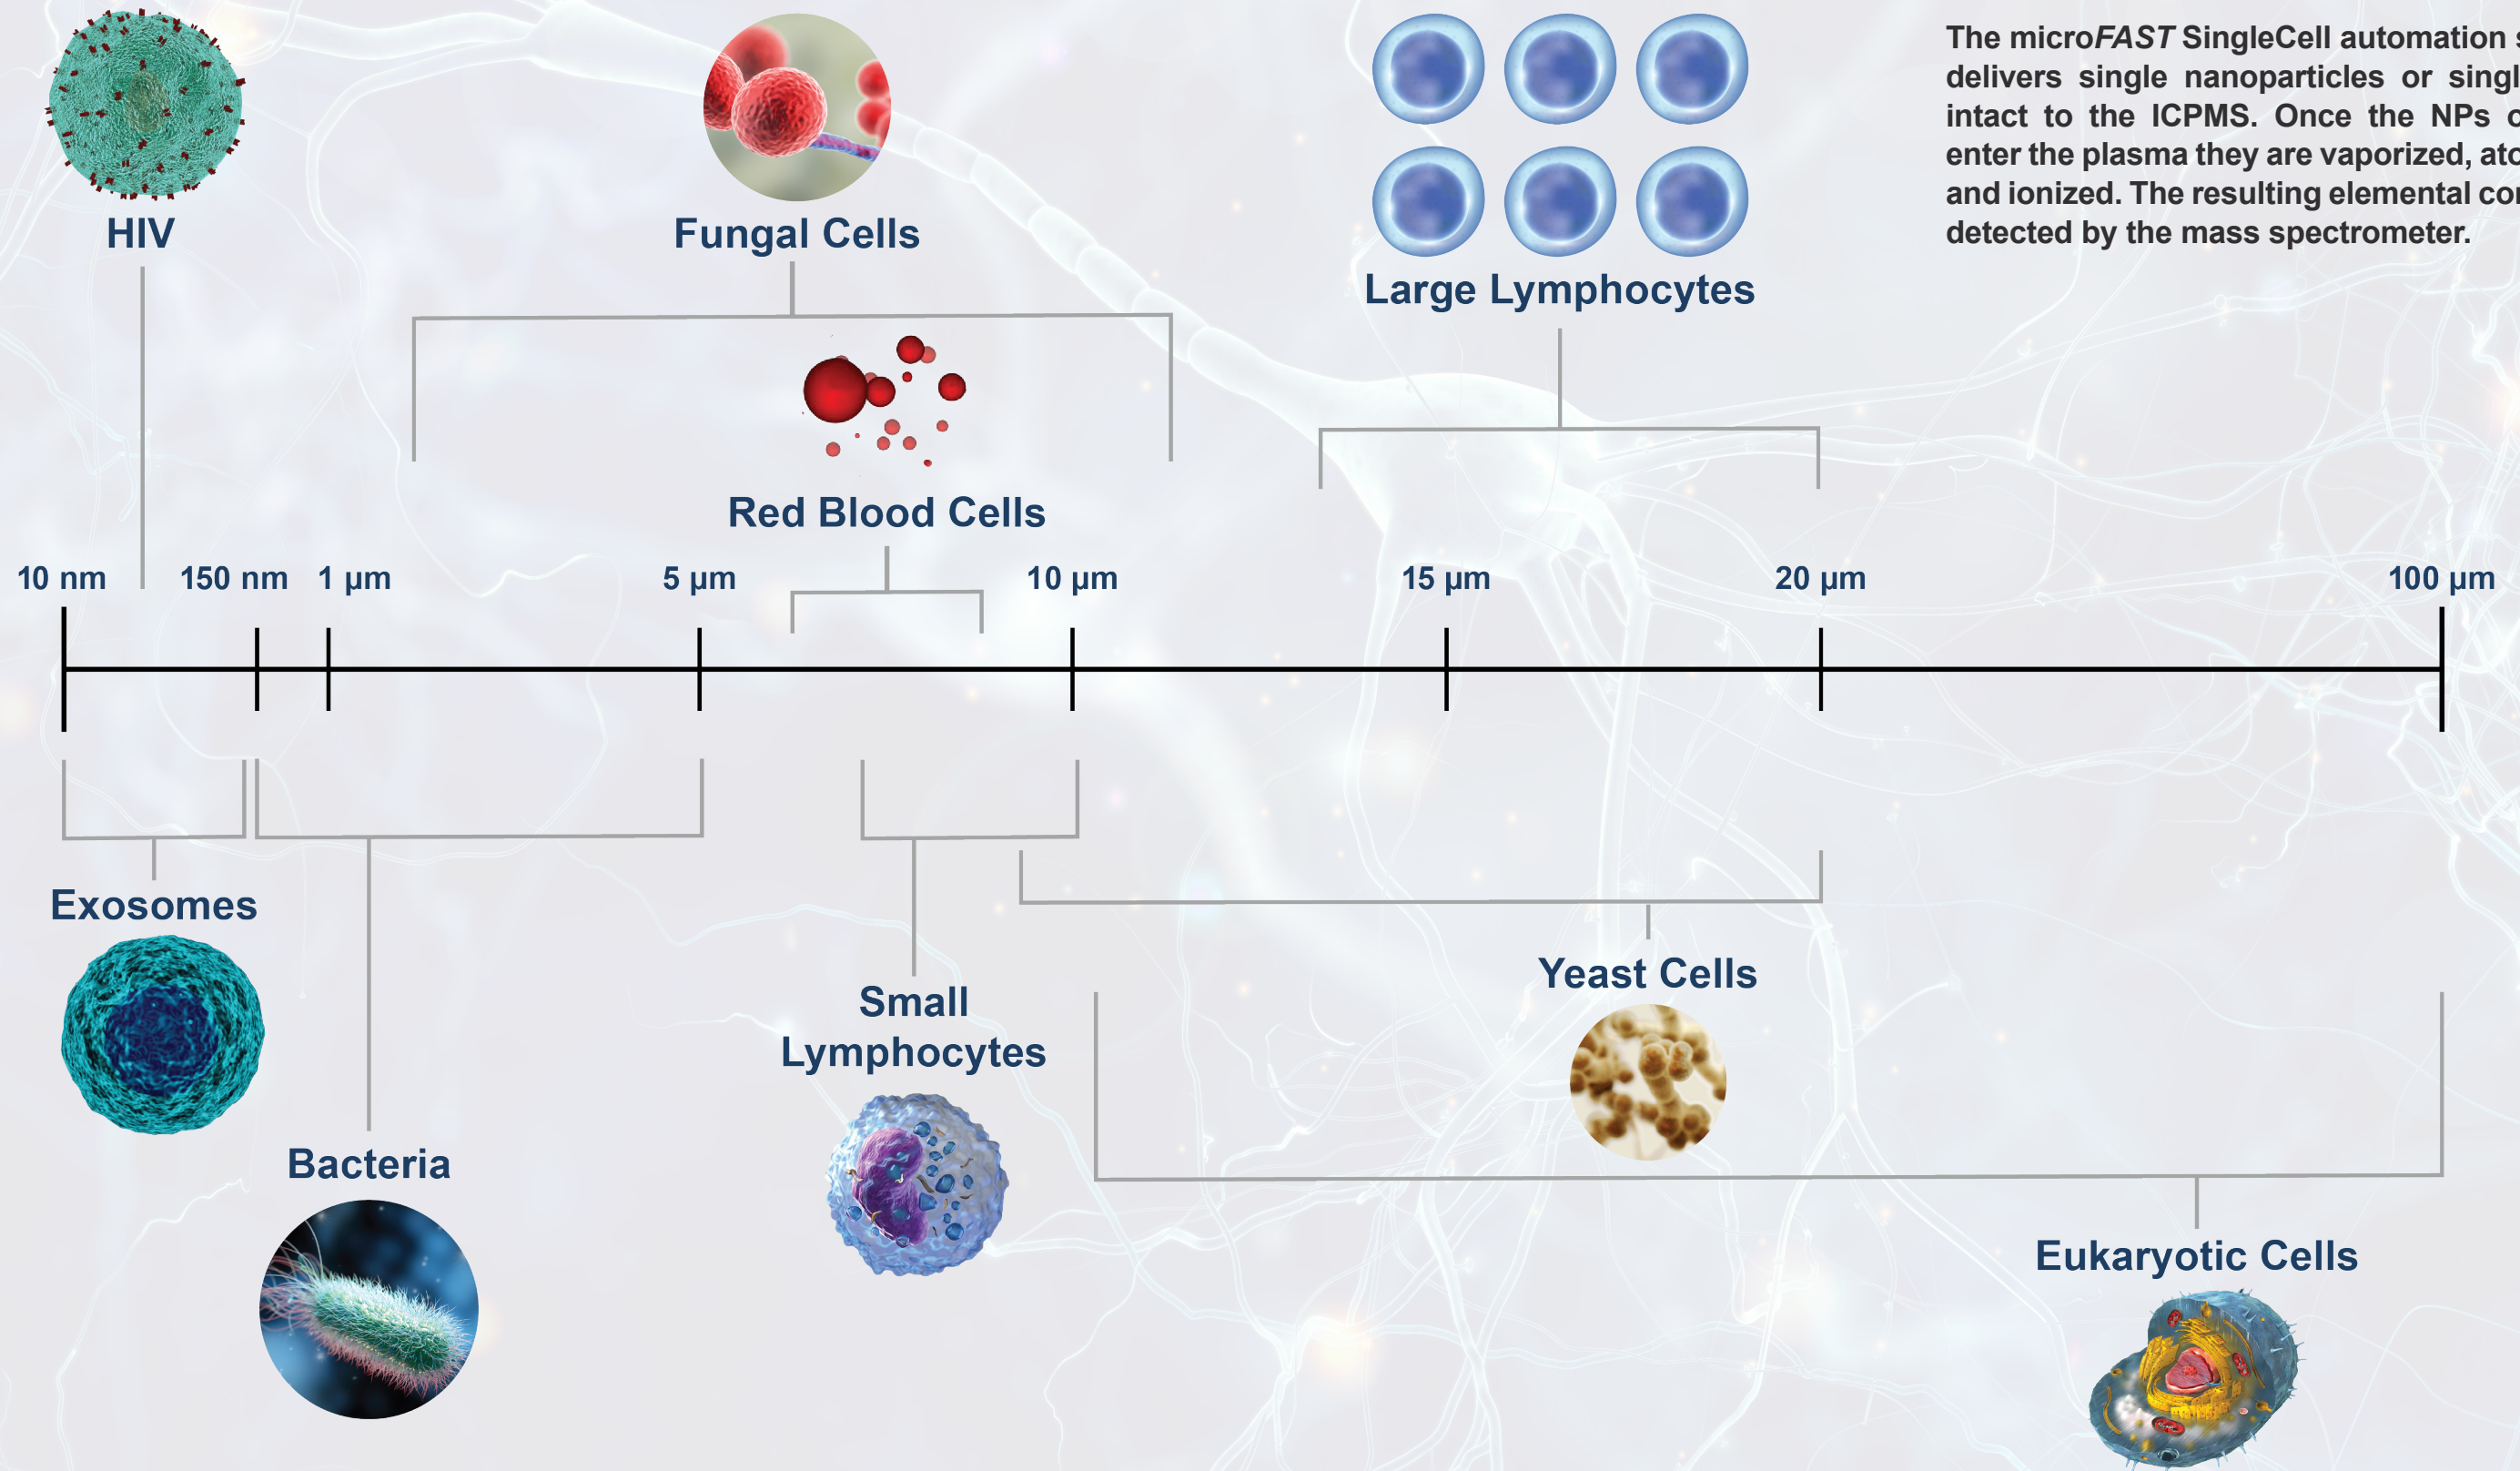 The microFAST SingleCell automation
delivers single nanoparticles or
intact to the ICPMS. Once the NPs
enter the plasma they are vaporized,
and ionized. The resulting elemental
detected by the mass spectrometer.
HIV
Fungal Cells
Large Lymphocytes
Red Blood Cells
10 nm
150 nm
1 µm
5 µm
10 µm
15 µm
20 µm
100 µm
Exosomes
Bacteria
Small
Lymphocytes
Yeast Cells
Eukaryotic Cells